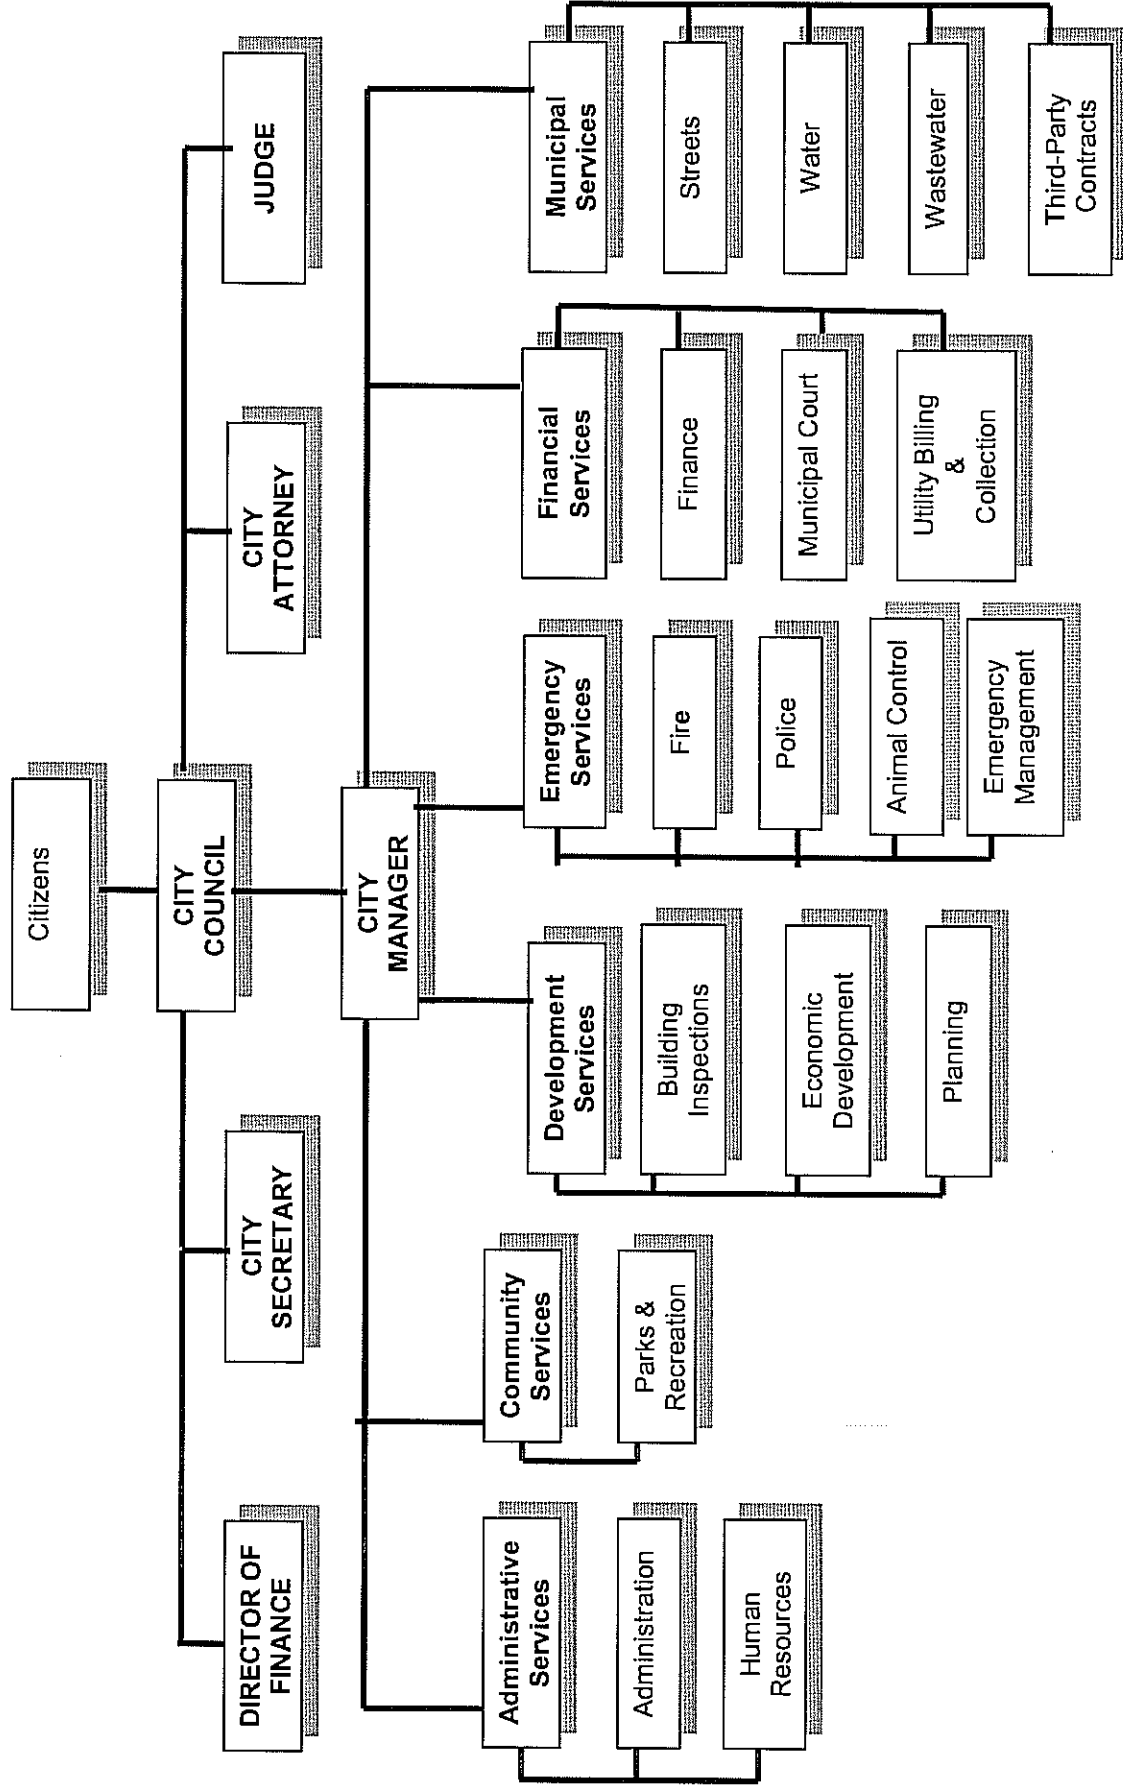 Citizens
CITY
COUNCIL
DIRECTOR OF
FINANCE
CITY
SECRETARY
CITY
ATTORNEY
JUDGE
CITY
MANAGER
Administrative
Services
Administration
Human
Resources
Community
Services
Parks &
Recreation
Development
Services
Building
Inspections
Economic
Development
Planning
Emergency
Services
Fire
Police
Animal Control
Emergency
Management
Financial
Services
Finance
Municipal Court
Utility Billing
&
Collection
Municipal
Services
Streets
Water
Wastewater
Third-Party
Contracts